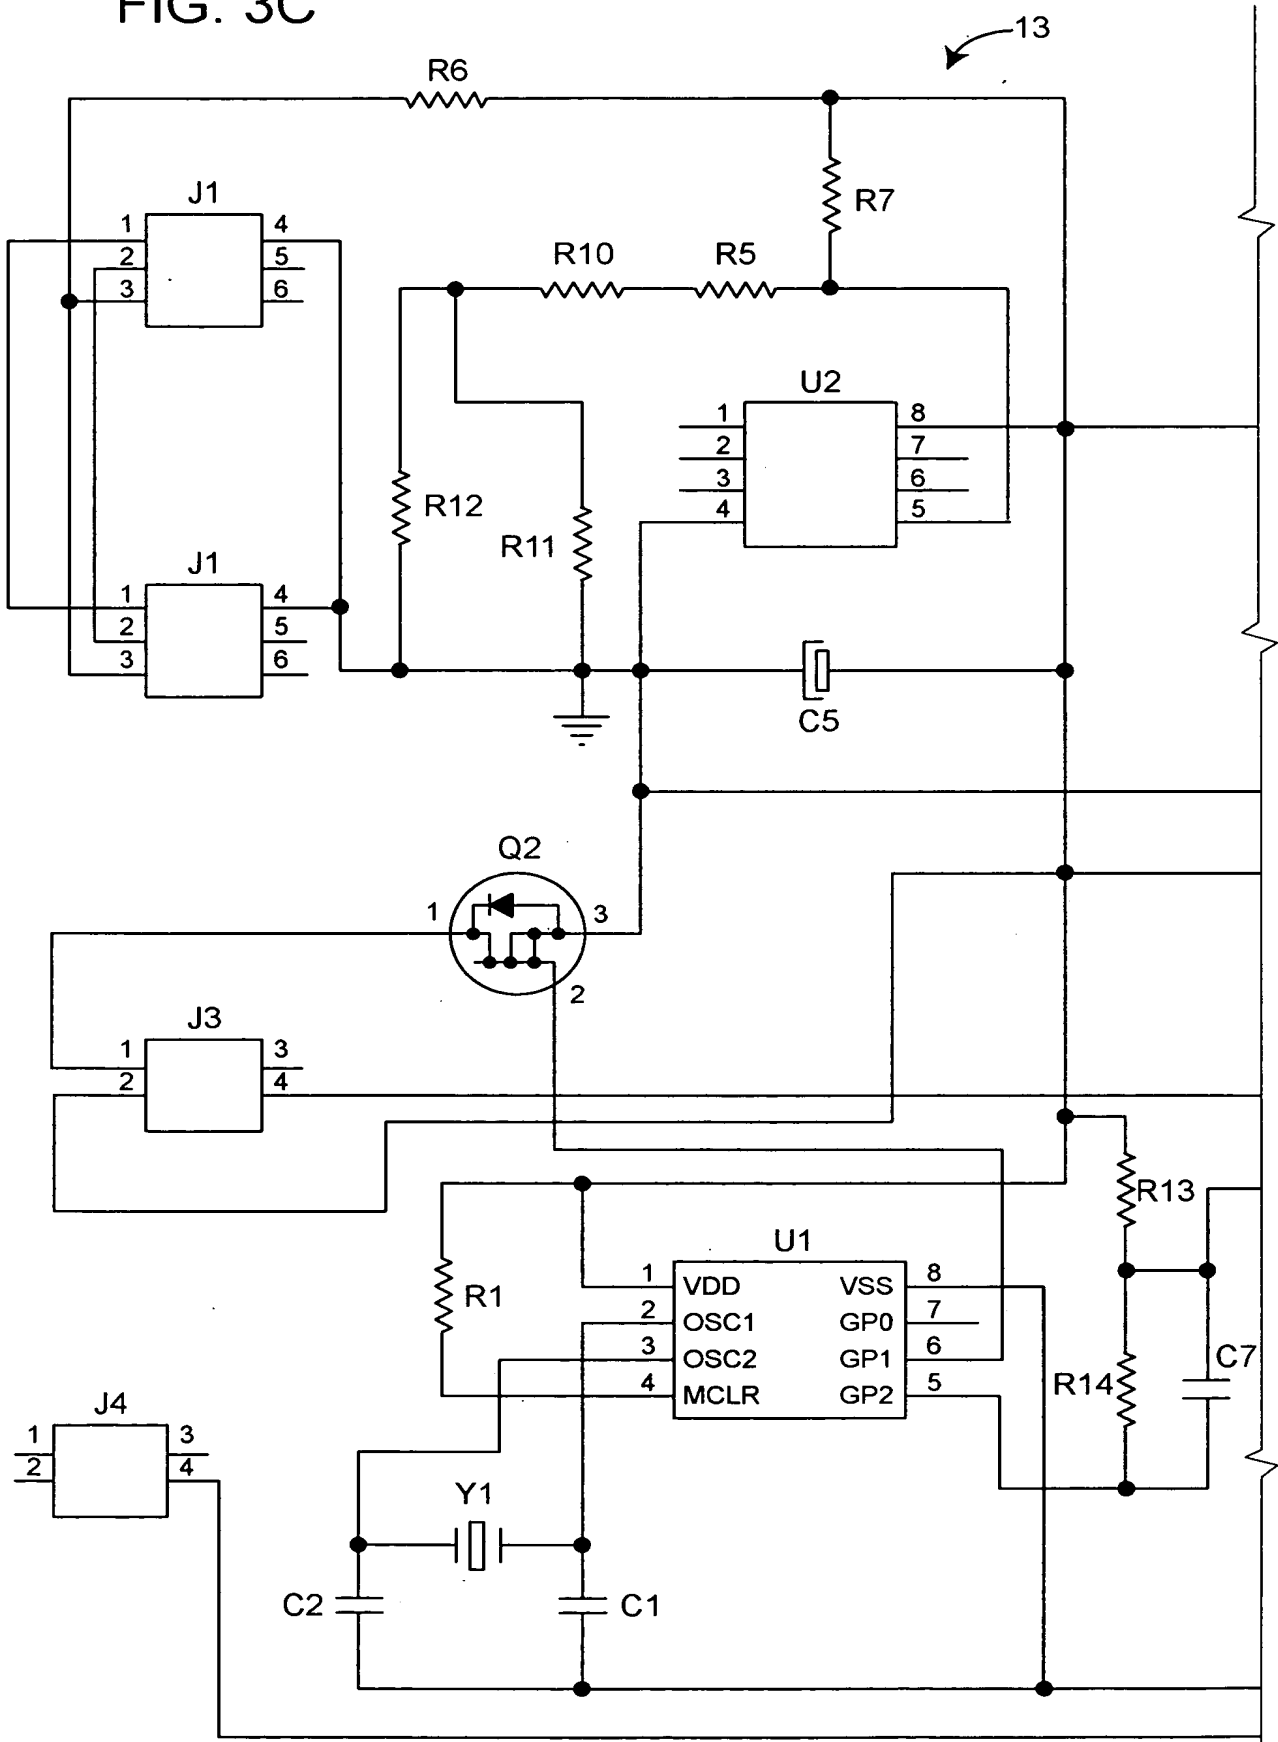 FIG. 3C
13
R6
R7
J1
1 4
2 5
3 6
R10 R5
U2
1 8
2 7
3 6
4 5
R12
R11
J1
1 4
2 5
3 6
C5
Q2
1 3
2
J3
1 3
2 4
R13
U1
R1
1 VDD VSS 8
2 OSC1 GP0 7
3 OSC2 GP1 6
4 MCLR GP2 5
R14
C7
J4
1 3
2 4
Y1
C2
C1